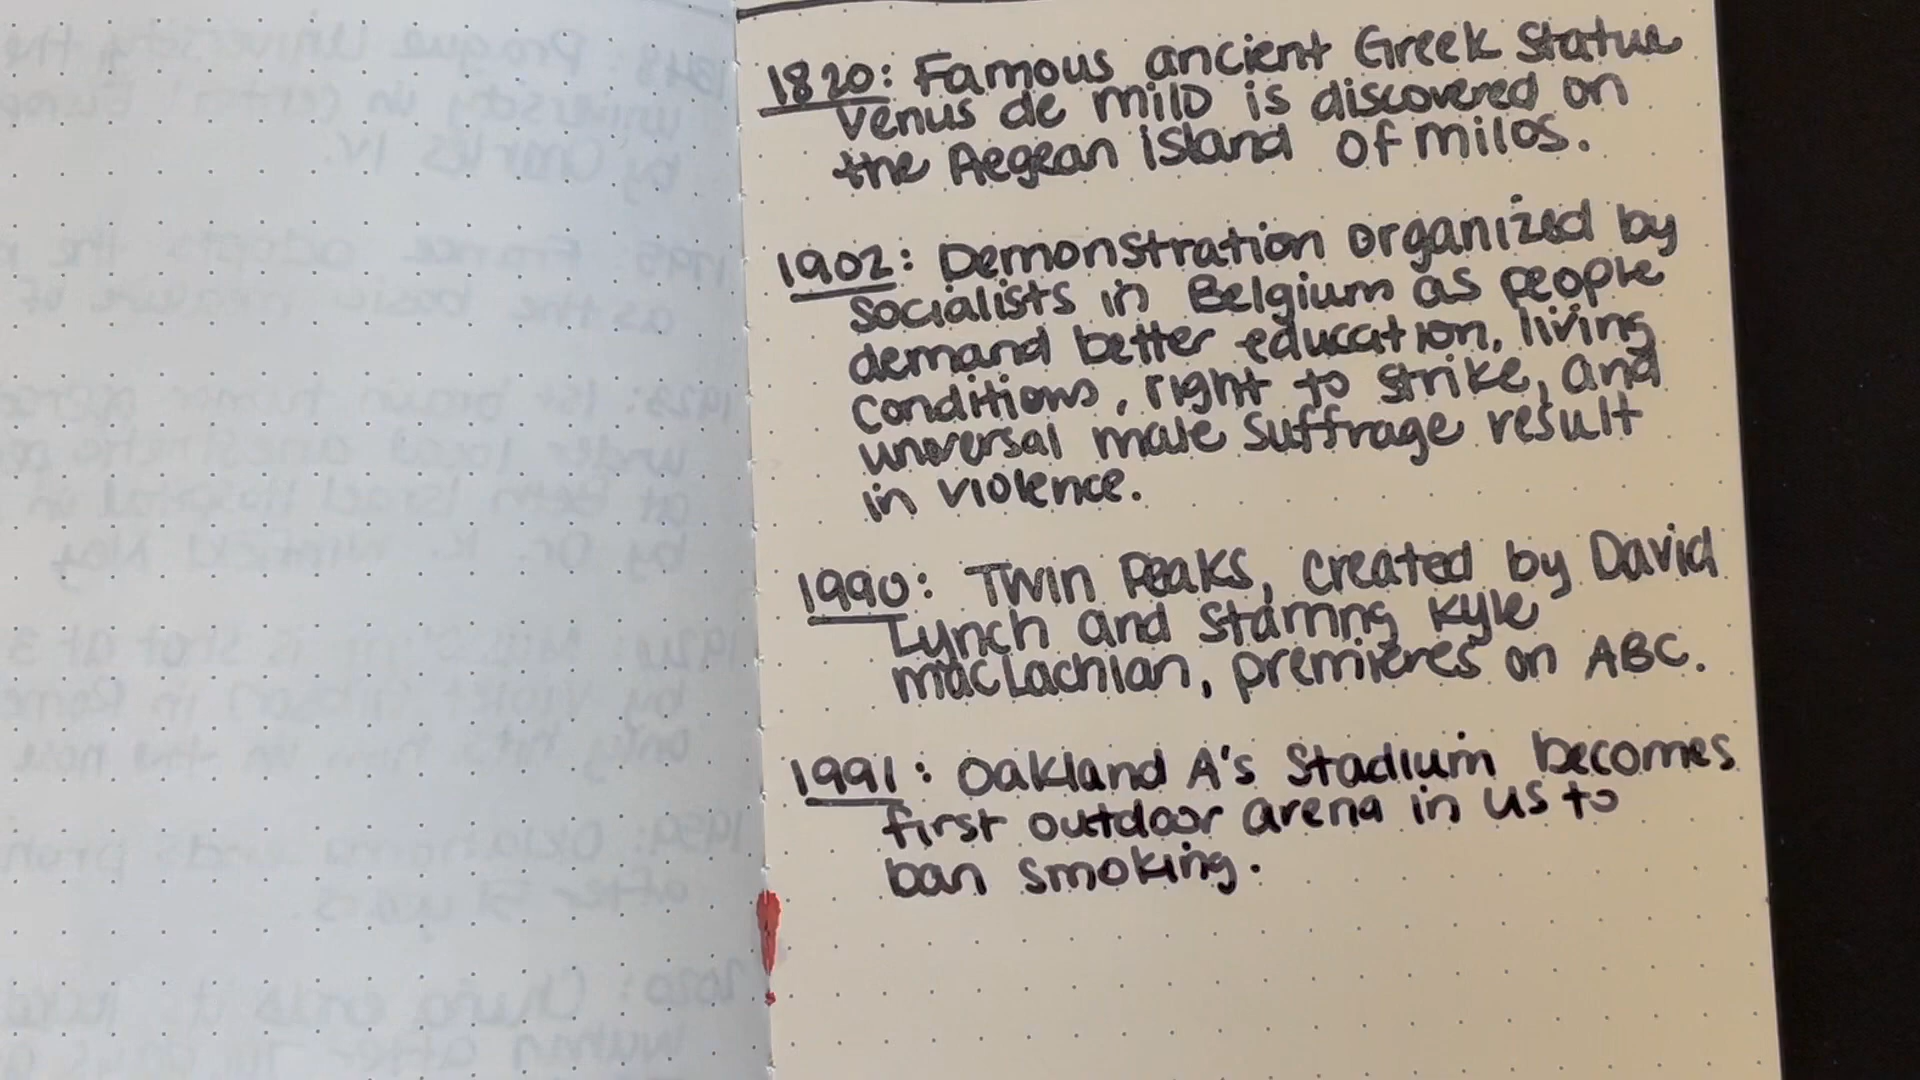 1820: Famous ancient Greek Statue
Venus de Milo is discovered on
the Aegean island of Milos.
1902: Demonstration organized by
socialists in Belgium as people
demand better education, living
conditions, right to strike, and
universal male suffrage result
in violence.
1990: Twin Peaks, created by David
Lynch and starring Kyle
MacLachlan, premieres on ABC.
1991: Oakland A's Stadium becomes
first outdoor arena in US to
ban smoking.